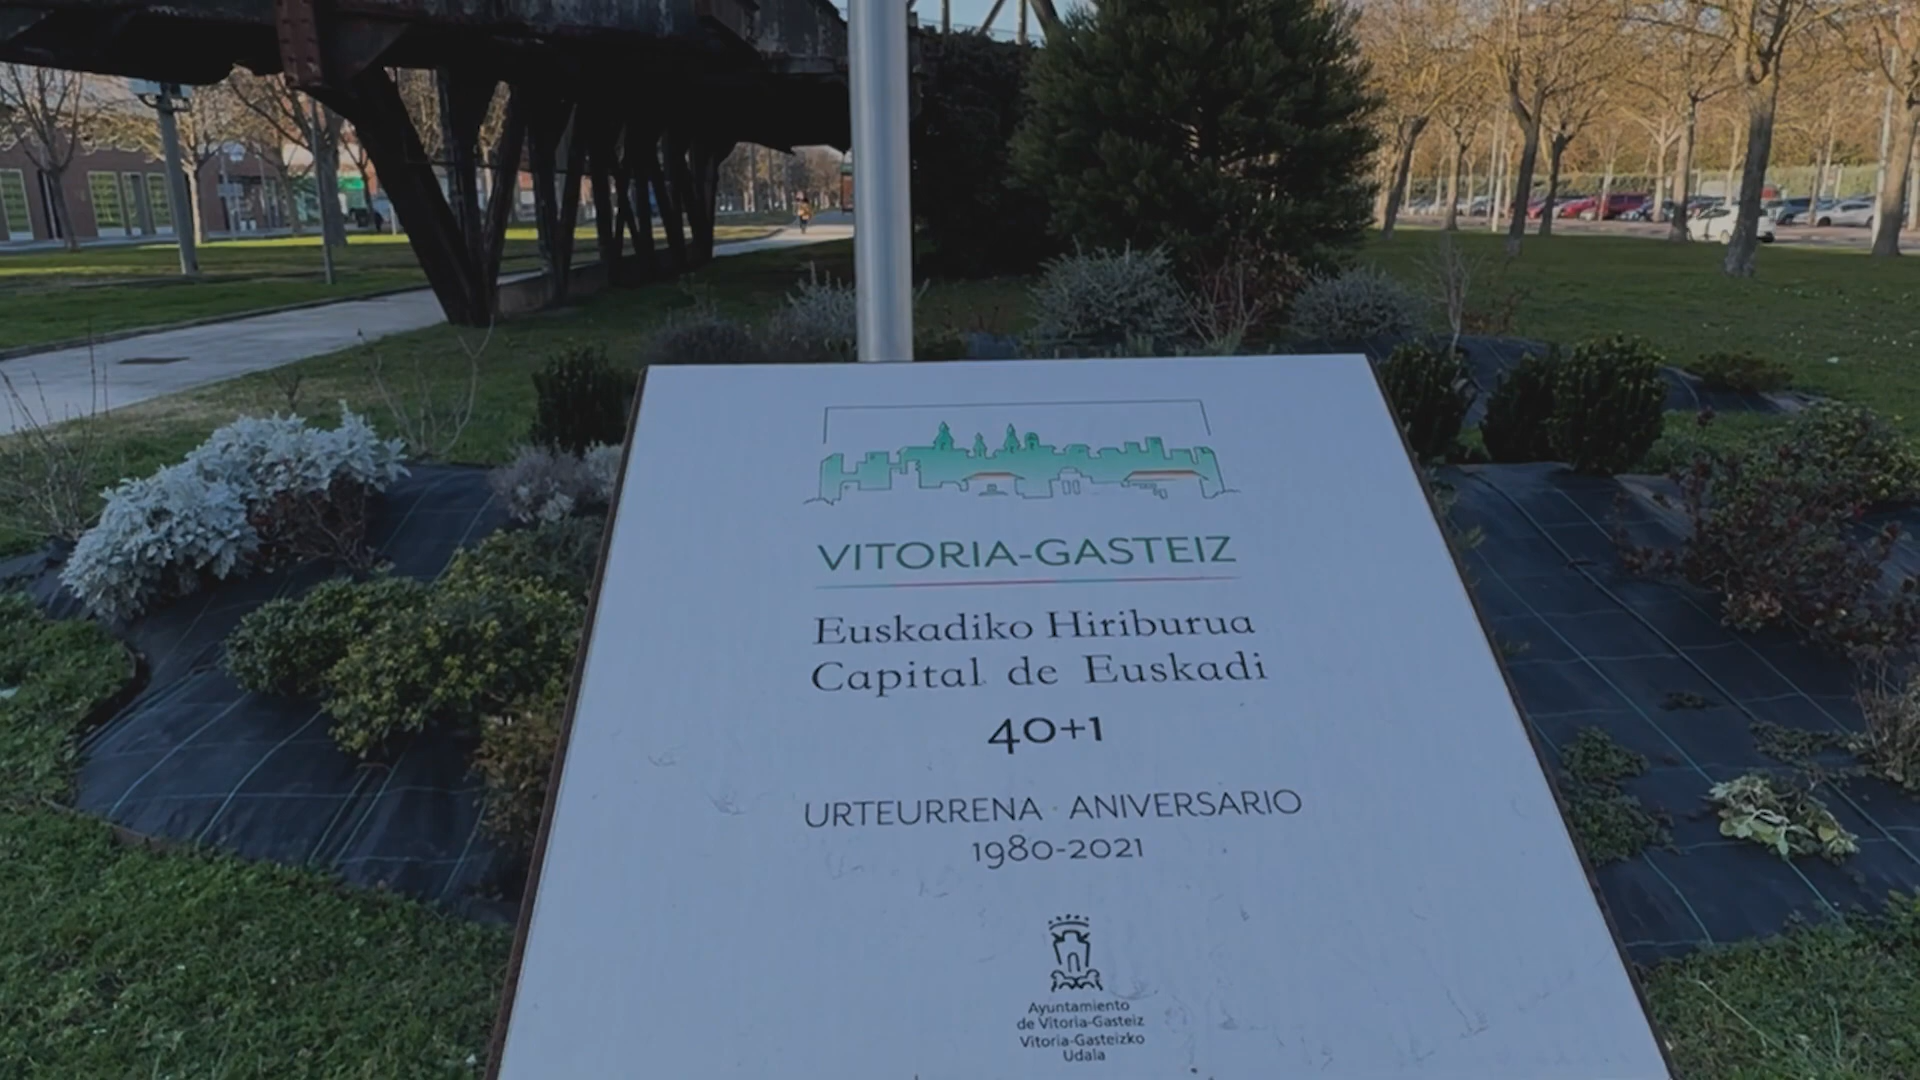 VITORIA-GASTEIZ
Euskadiko Hiriburua
Capital de Euskadi
40+1
URTEURRENA · ANIVERSARIO
1980-2021
Ayuntamiento
de Vitoria-Gasteiz
Vitoria-Gasteizko
Udala